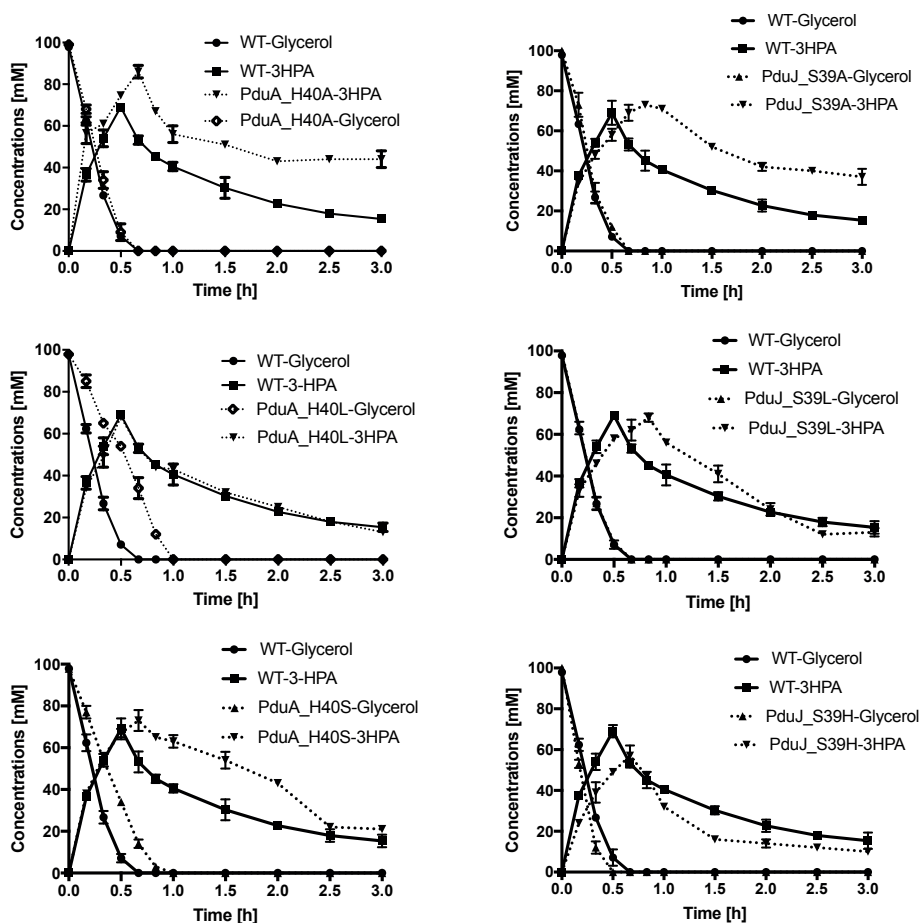 WT-Glycerol
WT-3HPA
PduA_H40A-3HPA
PduA_H40A-Glycerol
Concentrations [mM]
100
80
60
40
20
0
0.0 0.5 1.0 1.5 2.0 2.5 3.0
Time [h]
WT-Glycerol
WT-3HPA
PduJ_S39A-Glycerol
PduJ_S39A-3HPA
Concentrations [mM]
100
80
60
40
20
0
0.0 0.5 1.0 1.5 2.0 2.5 3.0
Time [h]
WT-Glycerol
WT-3-HPA
PduA_H40L-Glycerol
PduA_H40L-3HPA
Concentrations [mM]
100
80
60
40
20
0
0.0 0.5 1.0 1.5 2.0 2.5 3.0
Time [h]
WT-Glycerol
WT-3HPA
PduJ_S39L-Glycerol
PduJ_S39L-3HPA
Concentrations [mM]
100
80
60
40
20
0
0.0 0.5 1.0 1.5 2.0 2.5 3.0
Time [h]
WT-Glycerol
WT-3-HPA
PduA_H40S-Glycerol
PduA_H40S-3HPA
Concentrations [mM]
100
80
60
40
20
0
0.0 0.5 1.0 1.5 2.0 2.5 3.0
Time [h]
WT-Glycerol
WT-3HPA
PduJ_S39H-Glycerol
PduJ_S39H-3HPA
Concentrations [mM]
100
80
60
40
20
0
0.0 0.5 1.0 1.5 2.0 2.5 3.0
Time [h]